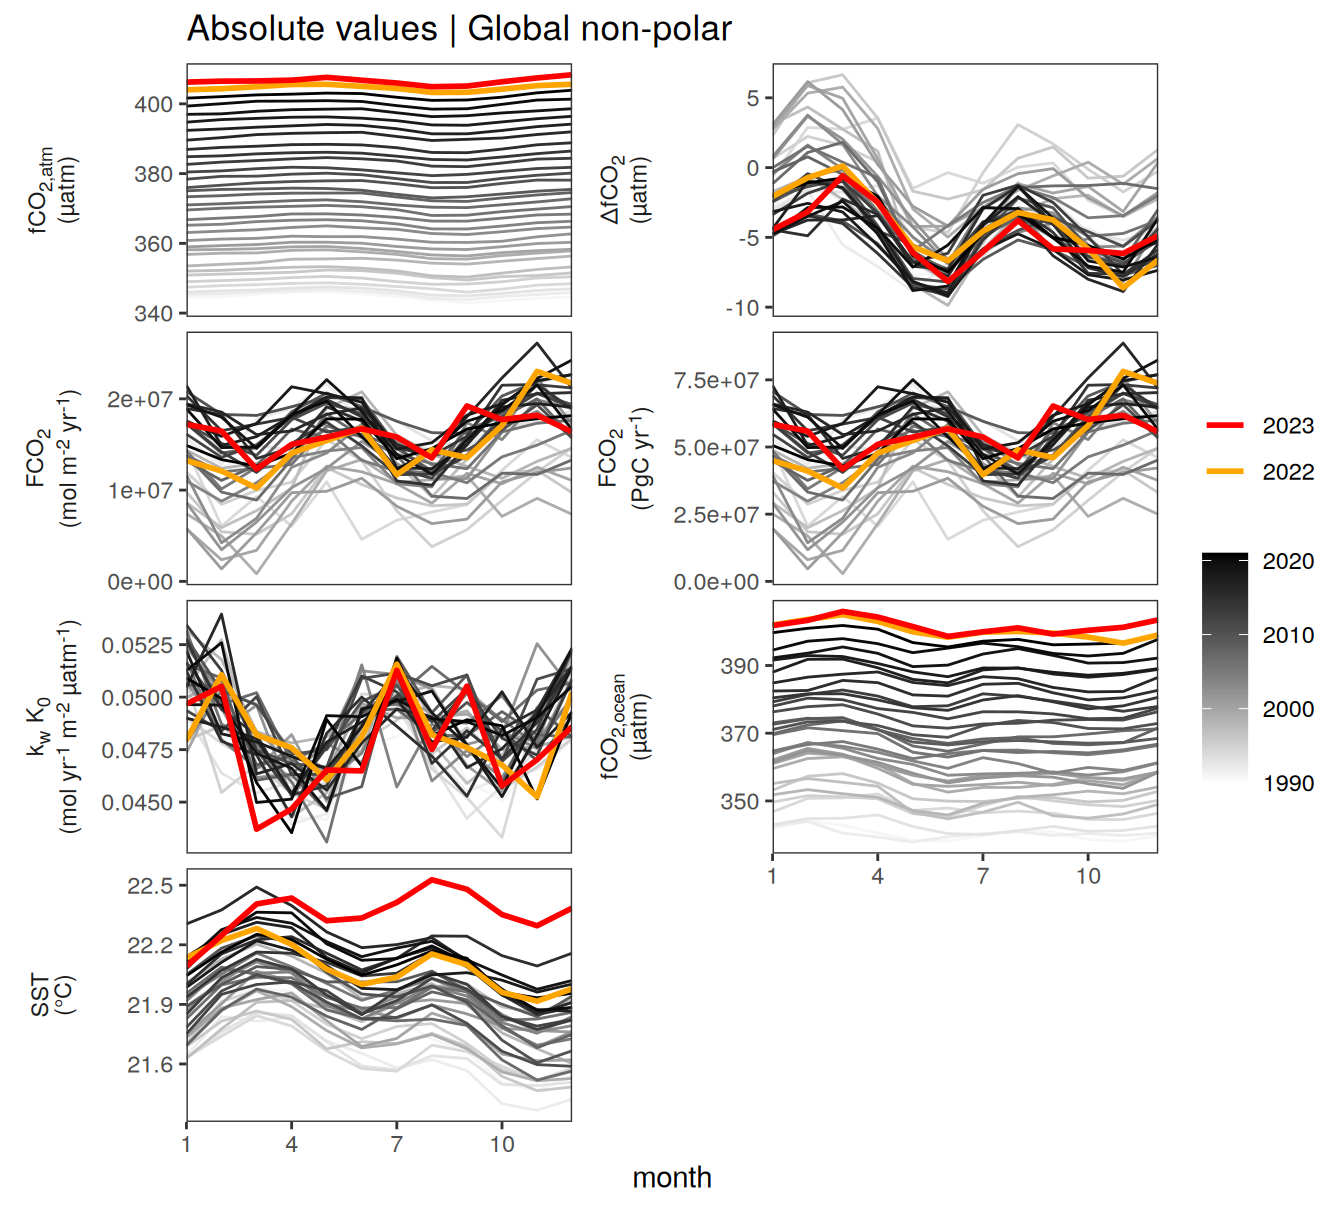 Absolute values | Global non-polar
fCO2,atm
(µatm)
400
380
360
340
ΔfCO2
(µatm)
5
0
-5
-10
FCO2
(mol m-2 yr-1)
2e+07
1e+07
0e+00
FCO2
(PgC yr-1)
7.5e+07
5.0e+07
2.5e+07
0.0e+00
kw K0
(mol yr-1 m-2 µatm-1)
0.0525
0.0500
0.0475
0.0450
fCO2,ocean
(µatm)
390
370
350
1 4 7 10
SST
(°C)
22.5
22.2
21.9
21.6
1 4 7 10
month
2023
2022
2020
2010
2000
1990